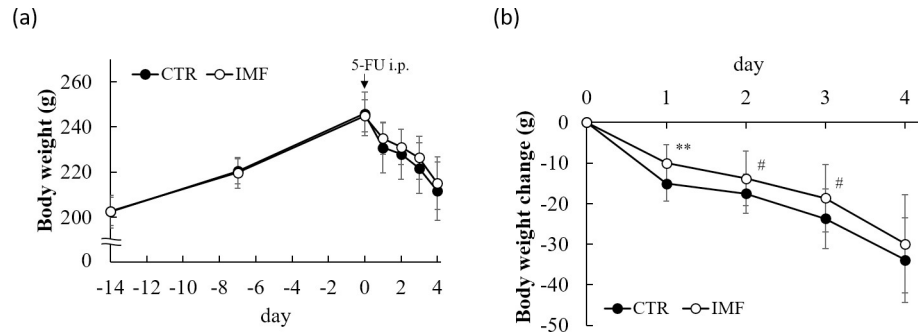 (a)
5-FU i.p.
CTR IMF
Body weight (g)
260
240
220
200
0
-14 -12 -10 -8 -6 -4 -2 0 2 4
day
(b)
day
0 1 2 3 4
Body weight change (g)
0
-10
-20
-30
-40
-50
**
#
#
CTR IMF